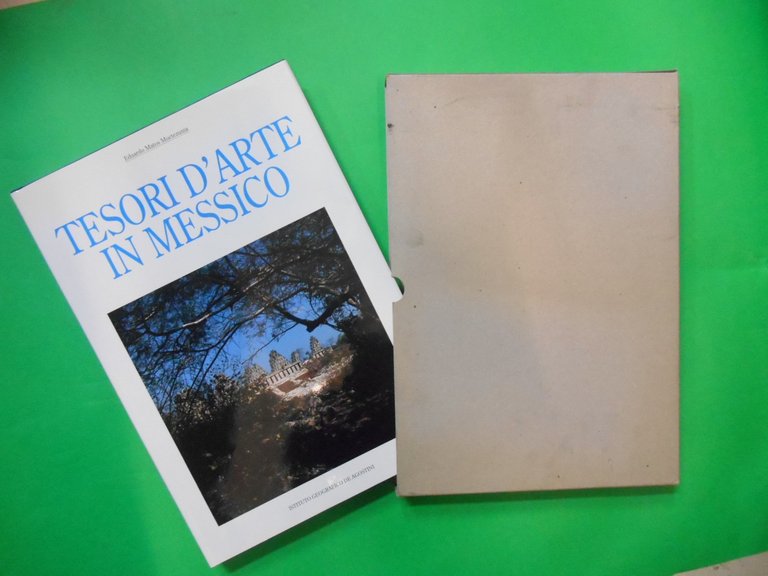 Eduardo Matos Moctezuma
TESORI D'ARTE
IN MESSICO
ISTITUTO GEOGRAFICO DE AGOSTINI